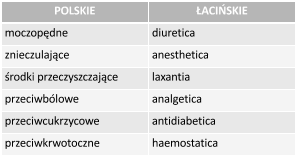 POLSKIE ŁACIŃSKIE
moczopędne diuretica
znieczulające anesthetica
środki przeczyszczające laxantia
przeciwbólowe analgetica
przeciwcukrzycowe antidiabetica
przeciwkrwotoczne haemostatica